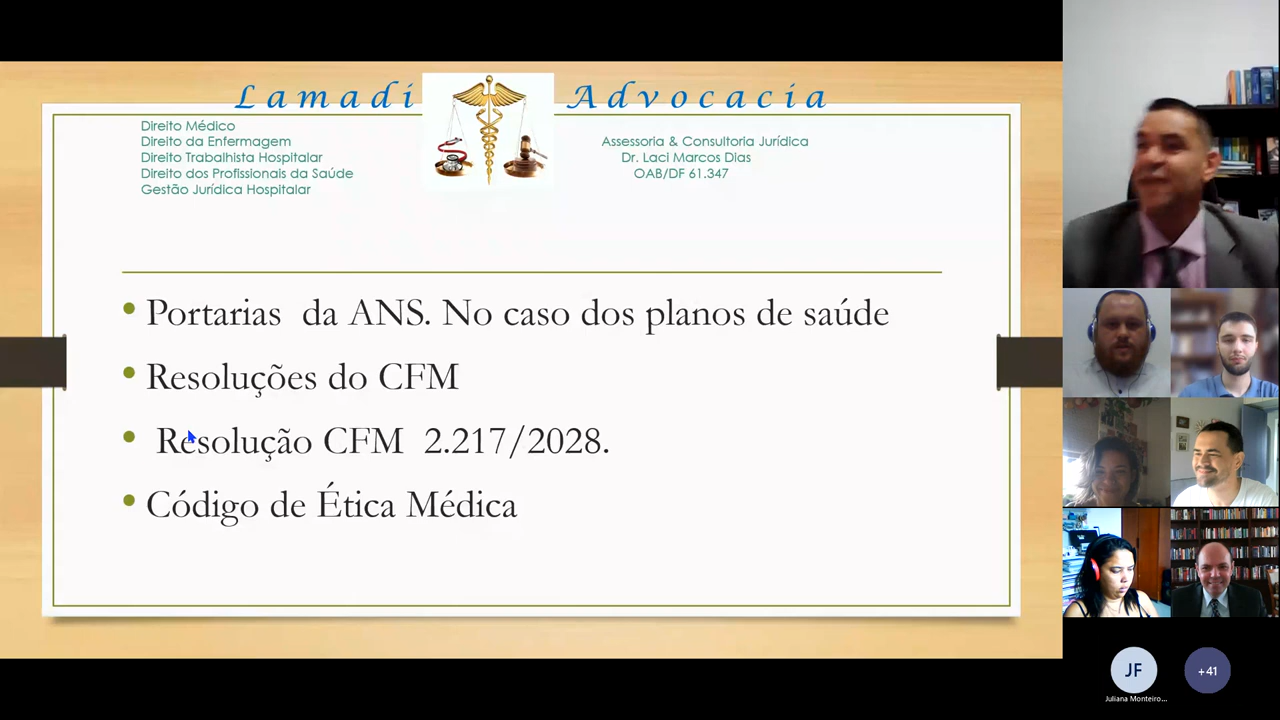 Lamadi Advocacia
Direito Médico
Direito da Enfermagem
Direito Trabalhista Hospitalar
Direito dos Profissionais da Saúde
Gestão Jurídica Hospitalar
Assessoria & Consultoria Jurídica
Dr. Laci Marcos Dias
OAB/DF 61.347
• Portarias da ANS. No caso dos planos de saúde
• Resoluções do CFM
• Resolução CFM 2.217/2028.
• Código de Ética Médica
JF
Juliana Monteiro...
+41